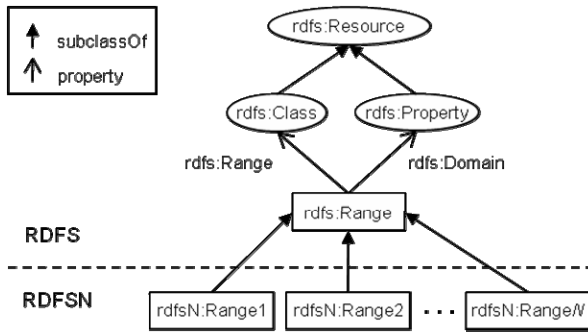 rdfs:Resource
subclassOf
property
rdfs:Class
rdfs:Property
rdfs:Range
rdfs:Domain
rdfs:Range
RDFS
RDFSN
rdfsN:Range1
rdfsN:Range2
...
rdfsN:RangeN